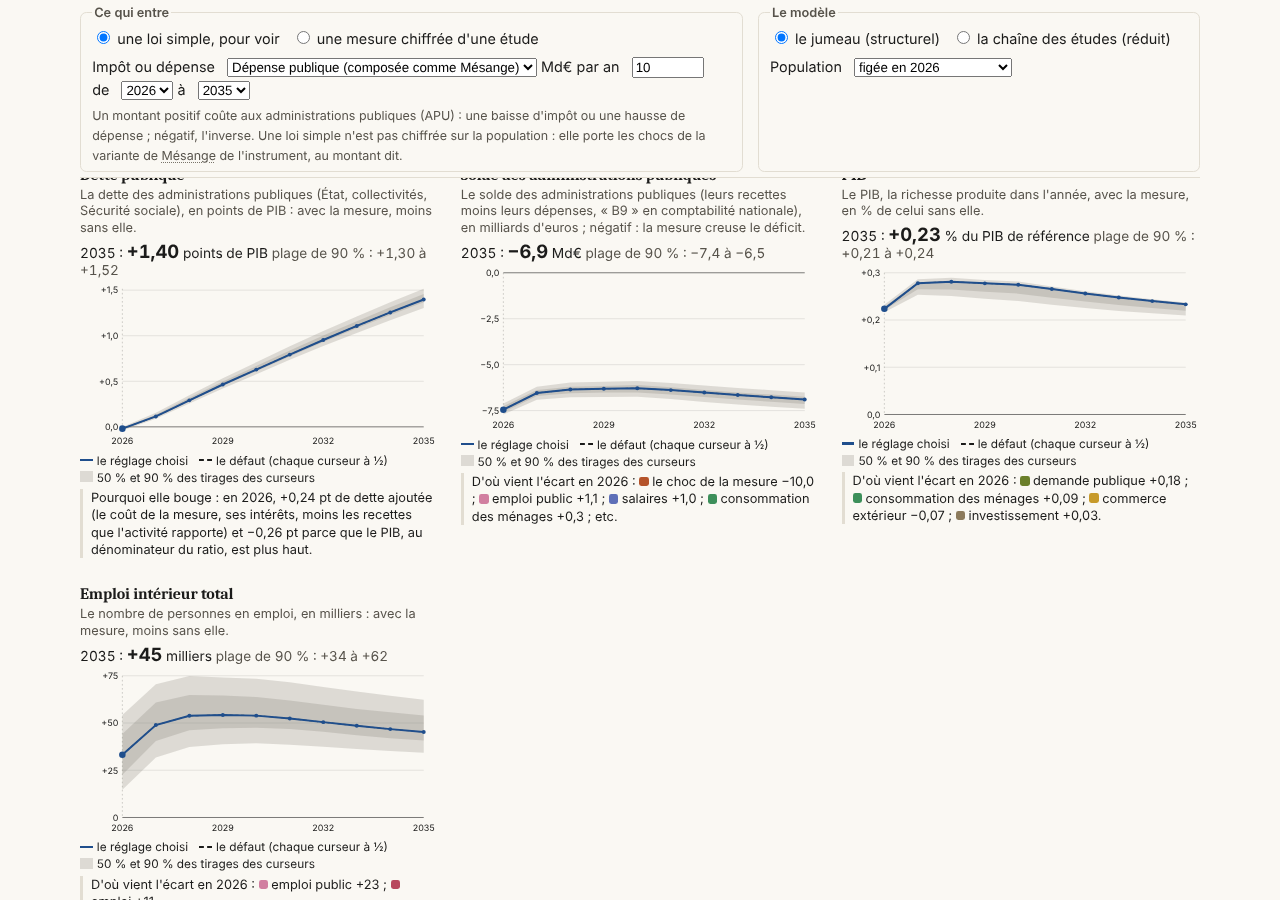 Ce qui entre
une loi simple, pour voir une mesure chiffrée d'une étude
Impôt ou dépense Dépense publique (composée comme Mésange) Md€ par an 10
de 2026 à 2035
Un montant positif coûte aux administrations publiques (APU) : une baisse d'impôt ou une hausse de
dépense ; négatif, l'inverse. Une loi simple n'est pas chiffrée sur la population : elle porte les chocs de la
variante de Mésange de l'instrument, au montant dit.
Le modèle
le jumeau (structurel) la chaîne des études (réduit)
Population figée en 2026
Dette publique
La dette des administrations publiques (État, collectivités,
Sécurité sociale), en points de PIB : avec la mesure, moins
sans elle.
2035 : +1,40 points de PIB plage de 90 % : +1,30 à
+1,52
+1,5
+1,0
+0,5
0,0
2026 2029 2032 2035
le réglage choisi le défaut (chaque curseur à ½)
50 % et 90 % des tirages des curseurs
Pourquoi elle bouge : en 2026, +0,24 pt de dette ajoutée
(le coût de la mesure, ses intérêts, moins les recettes
que l'activité rapporte) et −0,26 pt parce que le PIB, au
dénominateur du ratio, est plus haut.
Solde des administrations publiques
Le solde des administrations publiques (leurs recettes
moins leurs dépenses, « B9 » en comptabilité nationale),
en milliards d'euros ; négatif : la mesure creuse le déficit.
2035 : −6,9 Md€ plage de 90 % : −7,4 à −6,5
0,0
−2,5
−5,0
−7,5
2026 2029 2032 2035
le réglage choisi le défaut (chaque curseur à ½)
50 % et 90 % des tirages des curseurs
D'où vient l'écart en 2026 : le choc de la mesure −10,0
; emploi public +1,1 ; salaires +1,0 ; consommation
des ménages +0,3 ; etc.
PIB
Le PIB, la richesse produite dans l'année, avec la mesure,
en % de celui sans elle.
2035 : +0,23 % du PIB de référence plage de 90 % :
+0,21 à +0,24
+0,3
+0,2
+0,1
0,0
2026 2029 2032 2035
le réglage choisi le défaut (chaque curseur à ½)
50 % et 90 % des tirages des curseurs
D'où vient l'écart en 2026 : demande publique +0,18 ;
consommation des ménages +0,09 ; commerce
extérieur −0,07 ; investissement +0,03.
Emploi intérieur total
Le nombre de personnes en emploi, en milliers : avec la
mesure, moins sans elle.
2035 : +45 milliers plage de 90 % : +34 à +62
+75
+50
+25
0
2026 2029 2032 2035
le réglage choisi le défaut (chaque curseur à ½)
50 % et 90 % des tirages des curseurs
D'où vient l'écart en 2026 : emploi public +23 ;
emploi +11